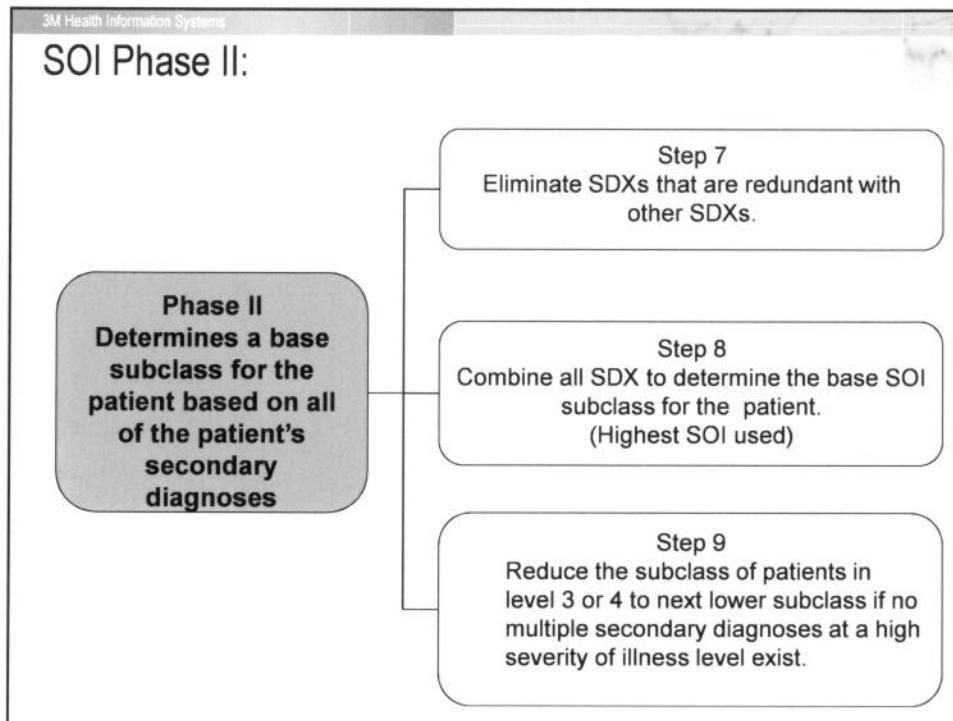 3M Health Information Systems
SOI Phase II:
Step 7
Eliminate SDXs that are redundant with
other SDXs.
Phase II
Determines a base
subclass for the
patient based on all
of the patient's
secondary
diagnoses
Step 8
Combine all SDX to determine the base SOI
subclass for the patient.
(Highest SOI used)
Step 9
Reduce the subclass of patients in
level 3 or 4 to next lower subclass if no
multiple secondary diagnoses at a high
severity of illness level exist.